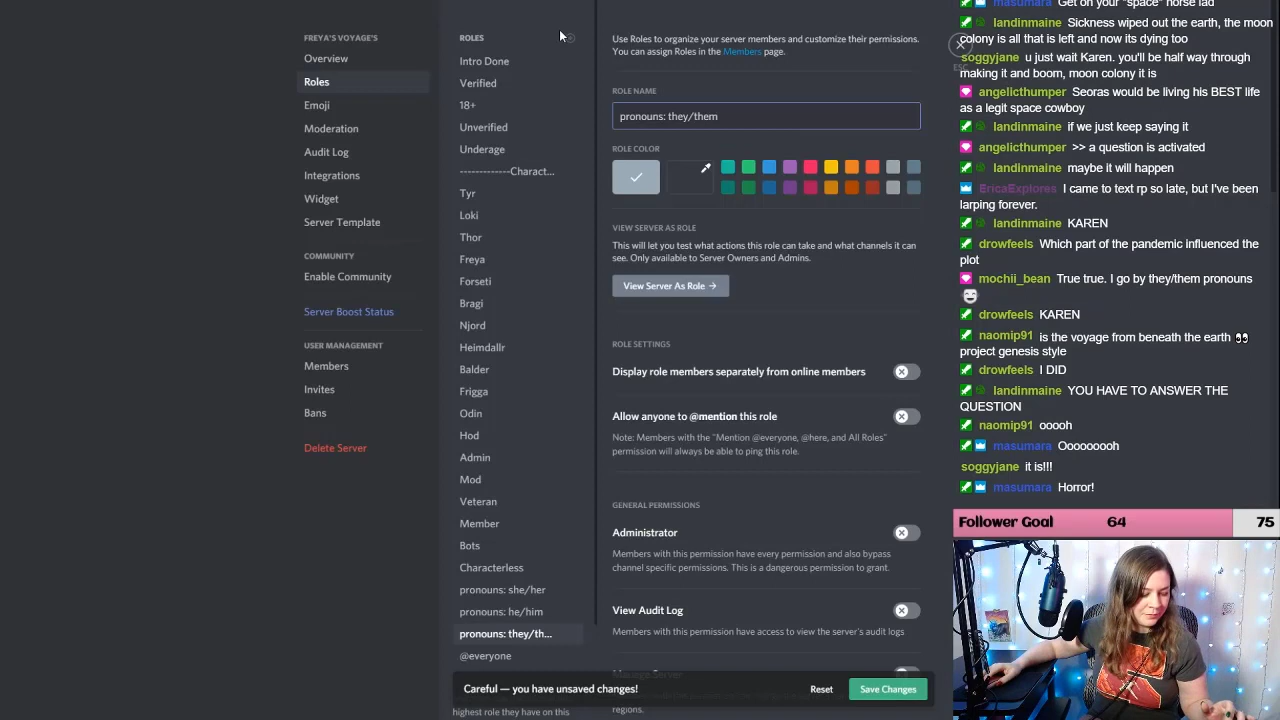 FREYA'S VOYAGE'S
Overview
Roles
Emoji
Moderation
Audit Log
Integrations
Widget
Server Template
COMMUNITY
Enable Community
Server Boost Status
USER MANAGEMENT
Members
Invites
Bans
Delete Server
ROLES
Intro Done
Verified
18+
Unverified
Underage
-------------Charact...
Tyr
Loki
Thor
Freya
Forseti
Bragi
Njord
Heimdallr
Balder
Frigga
Odin
Hod
Admin
Mod
Veteran
Member
Bots
Characterless
pronouns: she/her
pronouns: he/him
pronouns: they/th...
@everyone
highest role they have on this
Use Roles to organize your server members and customize their permissions.
You can assign Roles in the Members page.
ROLE NAME
pronouns: they/them
ROLE COLOR
VIEW SERVER AS ROLE
This will let you test what actions this role can take and what channels it can
see. Only available to Server Owners and Admins.
View Server As Role →
ROLE SETTINGS
Display role members separately from online members
Allow anyone to @mention this role
Note: Members with the "Mention @everyone, @here, and All Roles"
permission will always be able to ping this role.
GENERAL PERMISSIONS
Administrator
Members with this permission have every permission and also bypass
channel specific permissions. This is a dangerous permission to grant.
View Audit Log
Members with this permission have access to view the server's audit logs
Manage Server
regions.
Careful — you have unsaved changes!
Reset
Save Changes
ESC
masumara Get on your "space" horse lad
landinmaine Sickness wiped out the earth, the moon
colony is all that is left and now its dying too
soggyjane u just wait Karen. you'll be half way through
making it and boom, moon colony it is
angelicthumper Seoras would be living his BEST life
as a legit space cowboy
landinmaine if we just keep saying it
angelicthumper >> a question is activated
landinmaine maybe it will happen
EricaExplores I came to text rp so late, but I've been
larping forever.
landinmaine KAREN
drowfeels Which part of the pandemic influenced the
plot
mochii_bean True true. I go by they/them pronouns
drowfeels KAREN
naomip91 is the voyage from beneath the earth
project genesis style
drowfeels I DID
landinmaine YOU HAVE TO ANSWER THE
QUESTION
naomip91 ooooh
masumara Ooooooooh
soggyjane it is!!!
masumara Horror!
Follower Goal 64 75